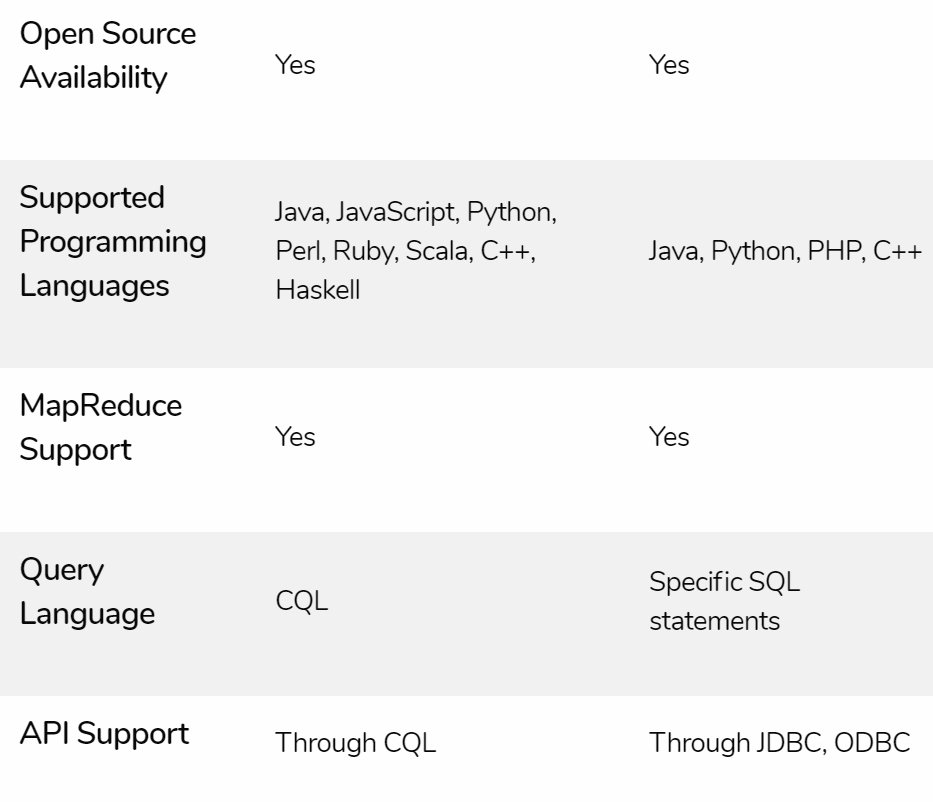 Open Source
Availability
Yes
Yes
Supported
Programming
Languages
Java, JavaScript, Python,
Perl, Ruby, Scala, C++,
Haskell
Java, Python, PHP, C++
MapReduce
Support
Yes
Yes
Query
Language
CQL
Specific SQL
statements
API Support
Through CQL
Through JDBC, ODBC